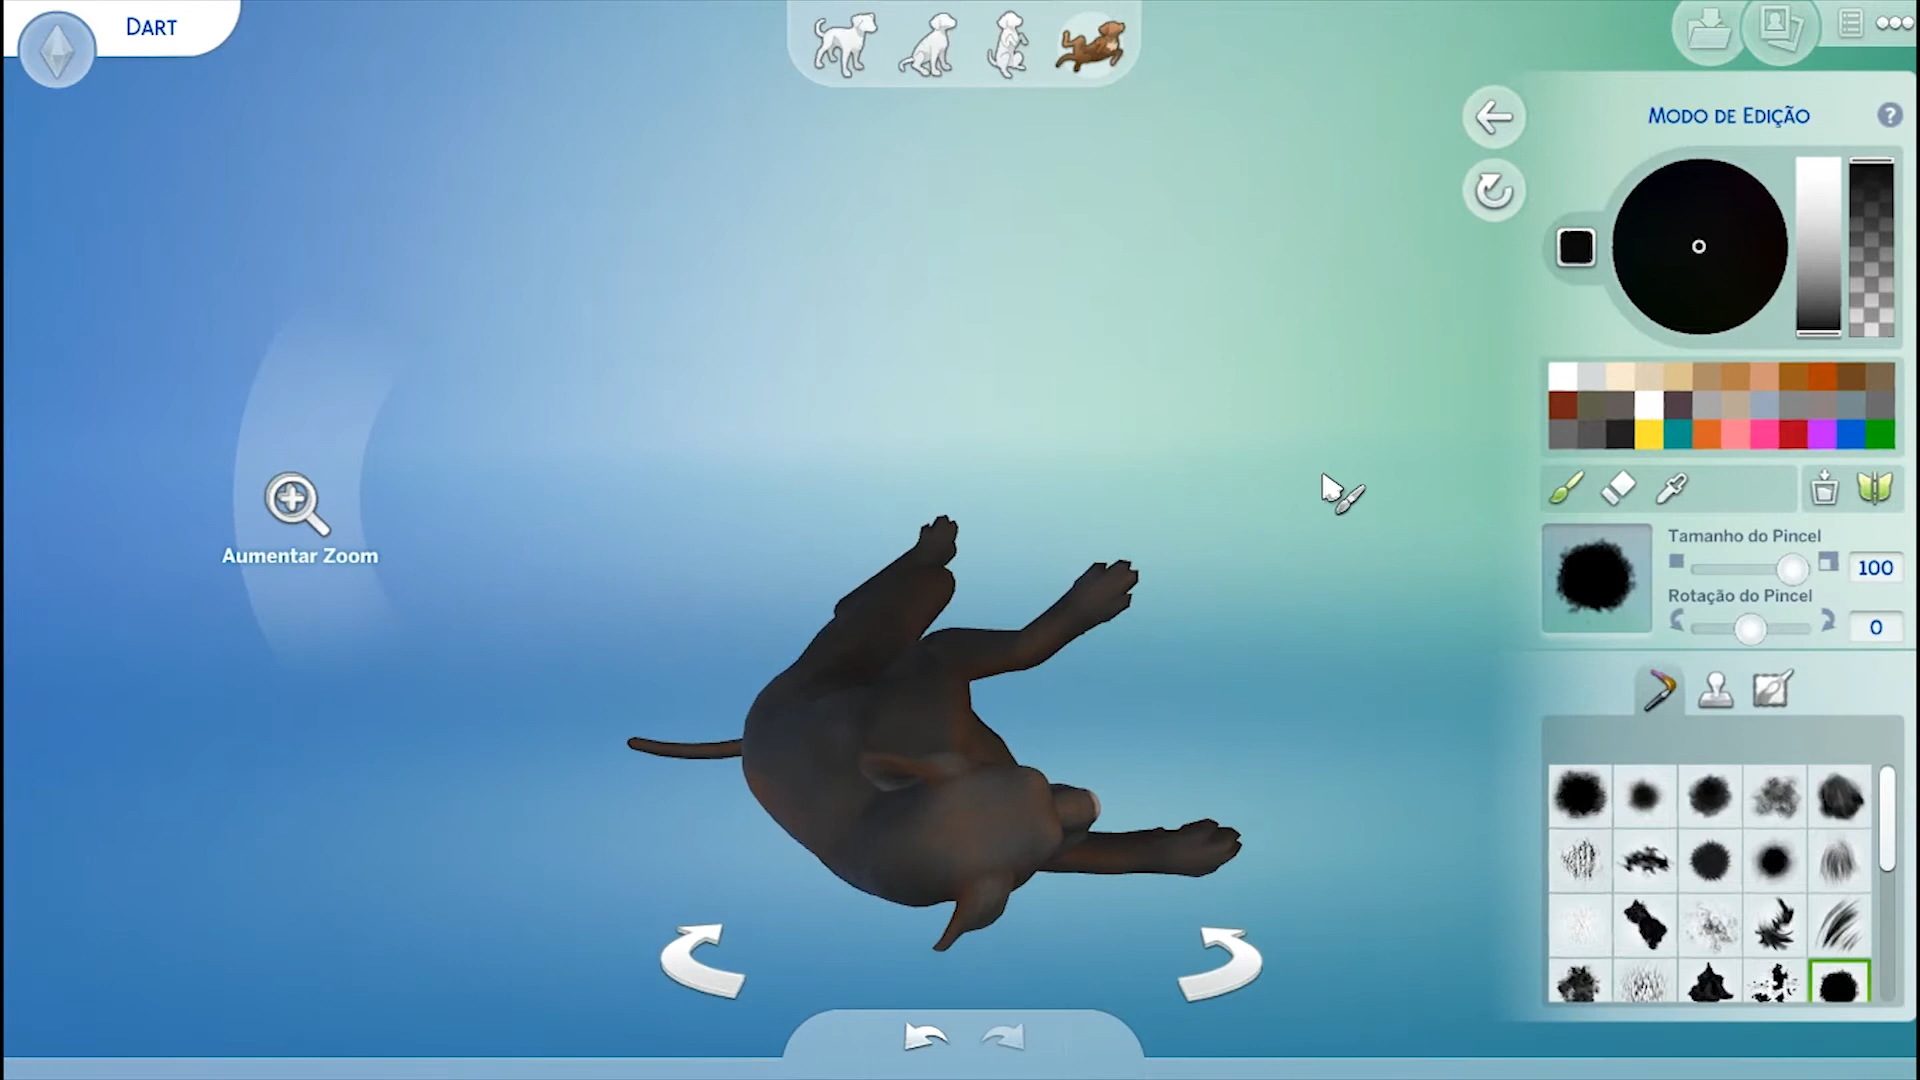 Dart
Modo de Edição
?
Aumentar Zoom
Tamanho do Pincel
100
Rotação do Pincel
0